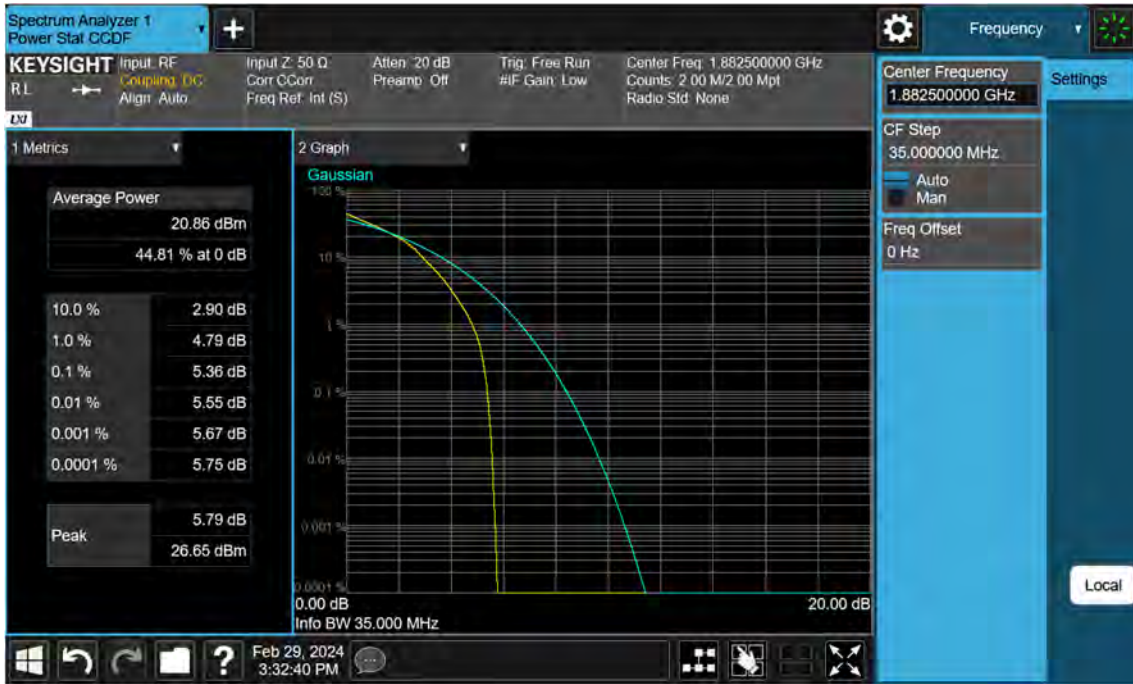 Spectrum Analyzer 1
Power Stat CCDF
+
Frequency
KEYSIGHT
R L
LXI
Input: RF
Coupling: DC
Align: Auto
Input Z: 50 Ω
Corr CCorr
Freq Ref: Int (S)
Atten: 20 dB
Preamp: Off
Trig: Free Run
#IF Gain: Low
Center Freq: 1.882500000 GHz
Counts: 2.00 M/2.00 Mpt
Radio Std: None
Center Frequency
1.882500000 GHz
Settings
CF Step
35.000000 MHz
Auto
Man
Freq Offset
0 Hz
Local
1 Metrics
Average Power
20.86 dBm
44.81 % at 0 dB
10.0 % 2.90 dB
1.0 % 4.79 dB
0.1 % 5.36 dB
0.01 % 5.55 dB
0.001 % 5.67 dB
0.0001 % 5.75 dB
Peak
5.79 dB
26.65 dBm
2 Graph
Gaussian
100 %
10 %
1 %
0.1 %
0.01 %
0.001 %
0.0001 %
0.00 dB 20.00 dB
Info BW 35.000 MHz
?
Feb 29, 2024
3:32:40 PM